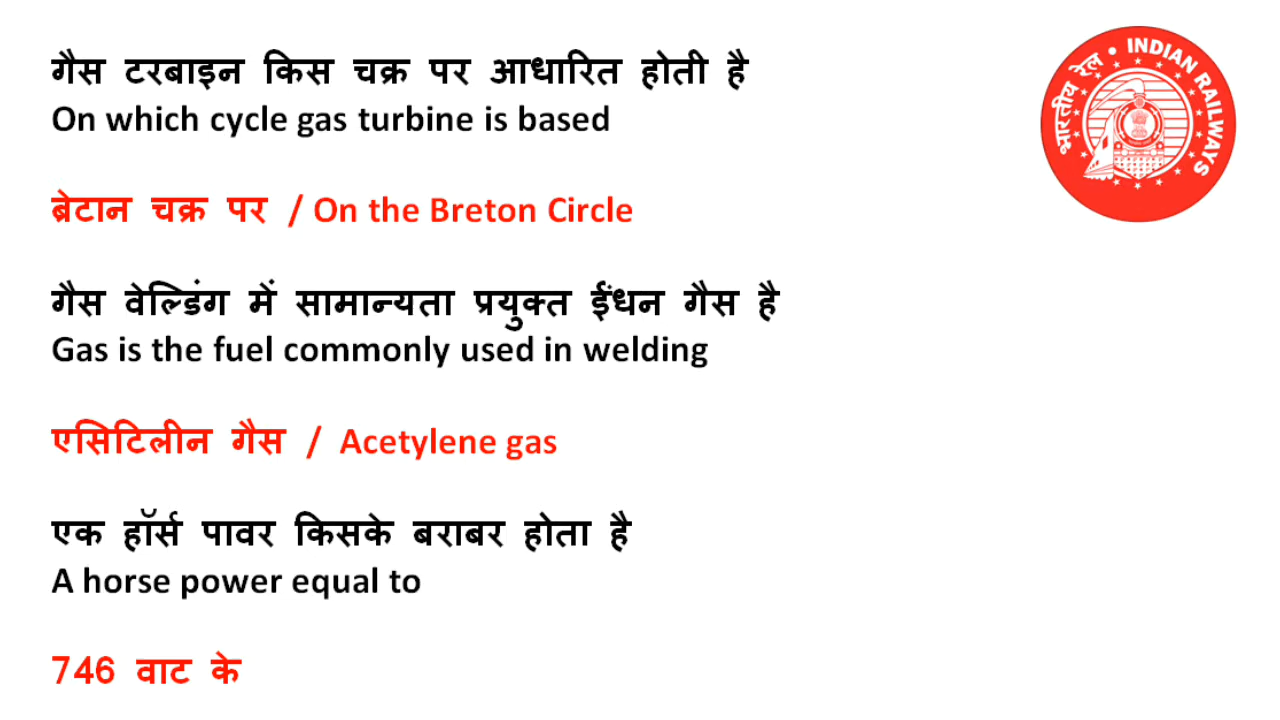 गैस टरबाइन किस चक्र पर आधारित होती है
On which cycle gas turbine is based
ब्रेटान चक्र पर / On the Breton Circle
गैस वेल्डिंग में सामान्यता प्रयुक्त ईंधन गैस है
Gas is the fuel commonly used in welding
एसिटिलीन गैस / Acetylene gas
एक हॉर्स पावर किसके बराबर होता है
A horse power equal to
746 वाट के
भारतीय रेल • INDIAN RAILWAYS